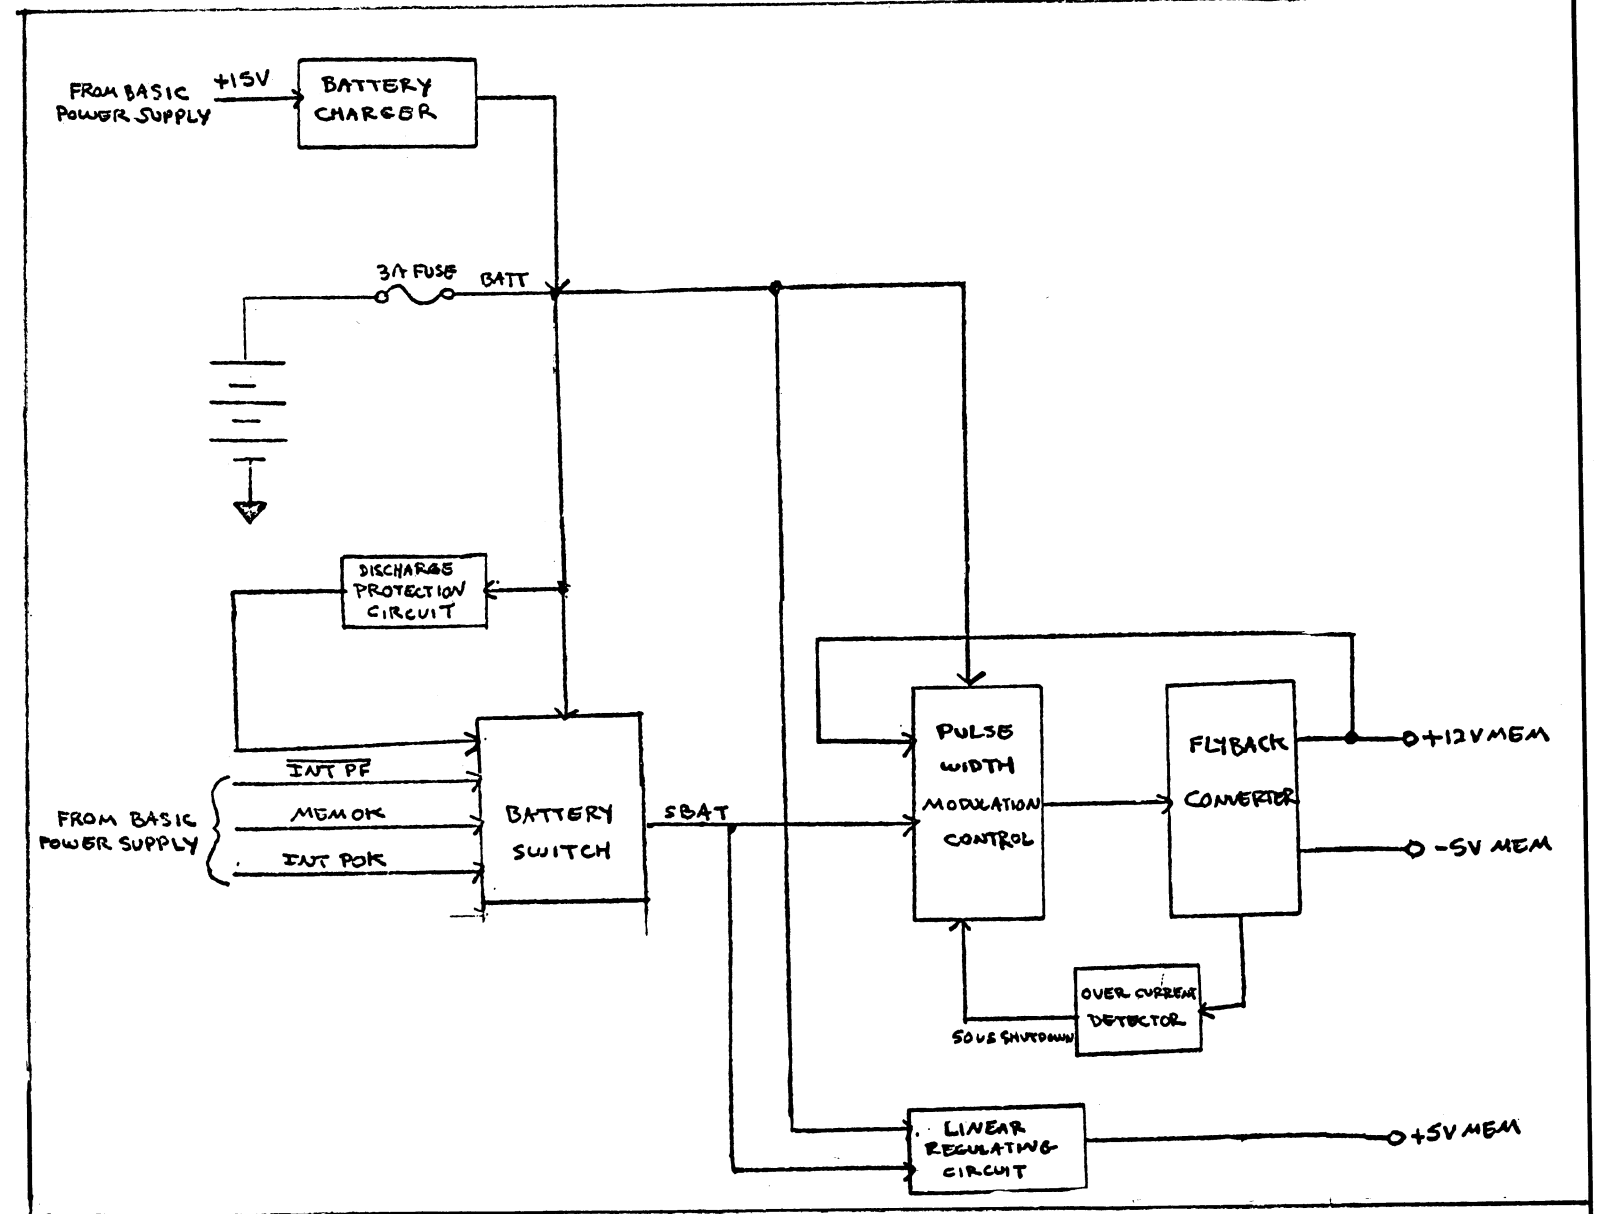 +15V
FROM BASIC
POWER SUPPLY
BATTERY
CHARGER
3A FUSE
BATT
DISCHARGE
PROTECTION
CIRCUIT
INT PF
MEM OK
INT POK
FROM BASIC
POWER SUPPLY
BATTERY
SWITCH
SBAT
PULSE
WIDTH
MODULATION
CONTROL
FLYBACK
CONVERTER
+12V MEM
-5V MEM
OVER CURRENT
DETECTOR
SHUTDOWN
LINEAR
REGULATING
CIRCUIT
+5V MEM